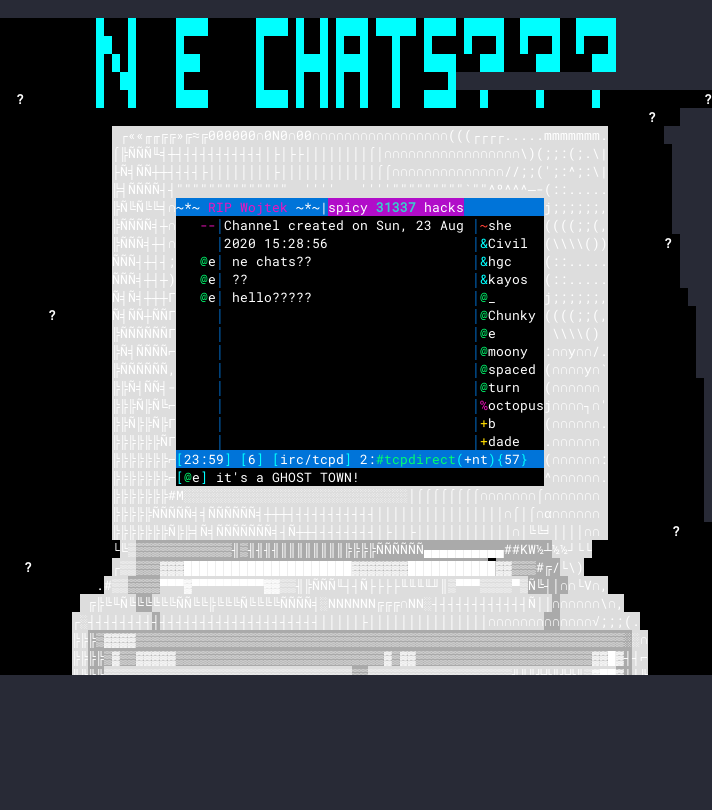 N E CHATS???
?
?
?
~*~ RIP Wojtek ~*~|spicy 31337 hacks
--|Channel created on Sun, 23 Aug |~she
|2020 15:28:56 |&Civil
?
@e| ne chats?? |&hgc
@e| ?? |&kayos
@e| hello????? |@_
?
|@Chunky
|@e
|@moony
|@spaced
|@turn
|%octopus
|+b
|+dade
[23:59] [6] [irc/tcpd] 2:#tcpdirect(+nt){57}
[@e] it's a GHOST TOWN!
?
?